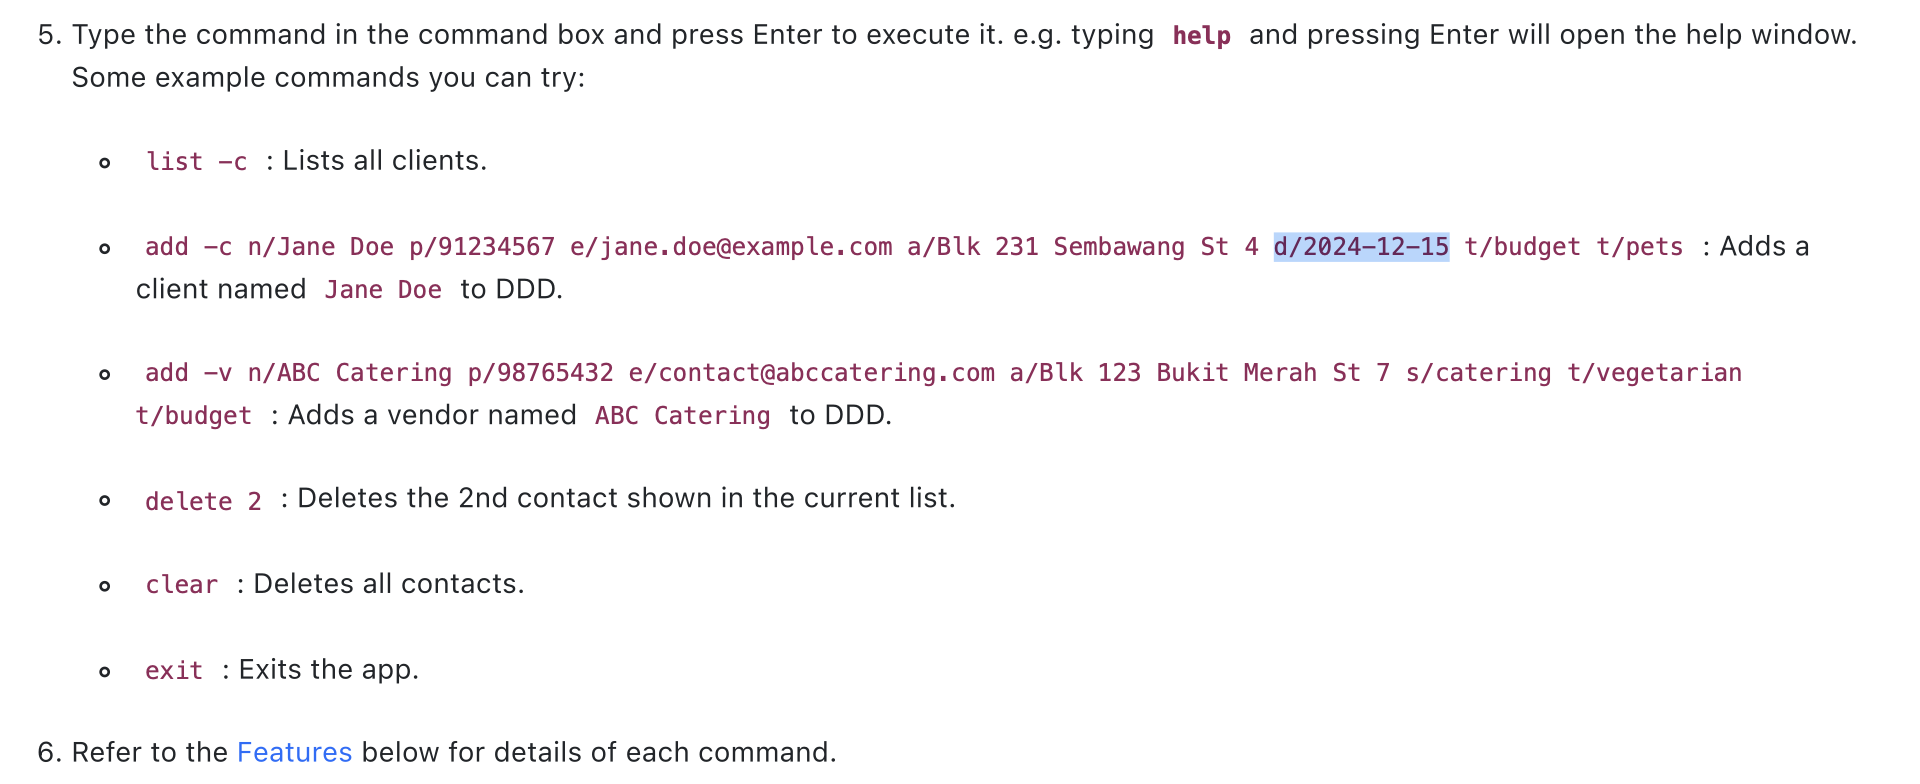 5. Type the command in the command box and press Enter to execute it. e.g. typing help and pressing Enter will open the help window.
Some example commands you can try:
list -c : Lists all clients.
add -c n/Jane Doe p/91234567 e/jane.doe@example.com a/Blk 231 Sembawang St 4 d/2024-12-15 t/budget t/pets : Adds a
client named Jane Doe to DDD.
add -v n/ABC Catering p/98765432 e/contact@abccatering.com a/Blk 123 Bukit Merah St 7 s/catering t/vegetarian
t/budget : Adds a vendor named ABC Catering to DDD.
delete 2 : Deletes the 2nd contact shown in the current list.
clear : Deletes all contacts.
exit : Exits the app.
6. Refer to the Features below for details of each command.